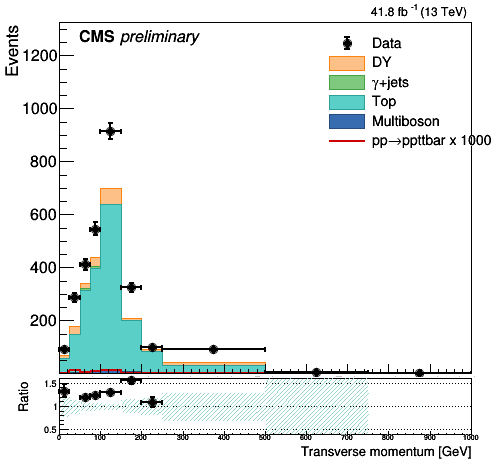 41.8 fb⁻¹ (13 TeV)
CMS preliminary
Events
1200
1000
800
600
400
200
Data
DY
γ+jets
Top
Multiboson
pp→ppttbar x 1000
Ratio
1.5
1
0.5
0 100 200 300 400 500 600 700 800 900 1000
Transverse momentum [GeV]